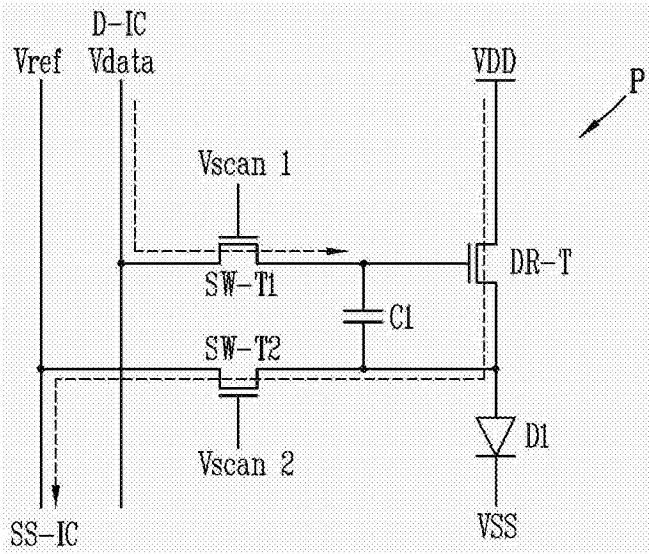 D-IC
Vref
Vdata
VDD
P
Vscan 1
SW-T1
DR-T
C1
SW-T2
Vscan 2
D1
SS-IC
VSS